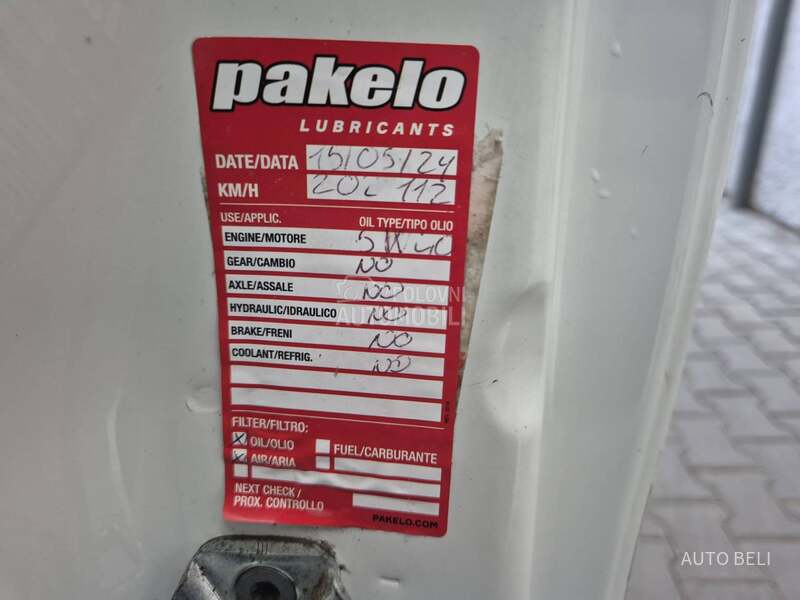 pakelo
LUBRICANTS
DATE/DATA 15/05/24
KM/H 202 112
USE/APPLIC. OIL TYPE/TIPO OLIO
ENGINE/MOTORE 5W40
GEAR/CAMBIO NO
AXLE/ASSALE NO
HYDRAULIC/IDRAULICO NO
BRAKE/FRENI NO
COOLANT/REFRIG. NO
FILTER/FILTRO:
X OIL/OLIO FUEL/CARBURANTE
X AIR/ARIA
NEXT CHECK /
PROX. CONTROLLO
PAKELO.COM
POLOVNI
AUTOMOBILI
AUTO BELI